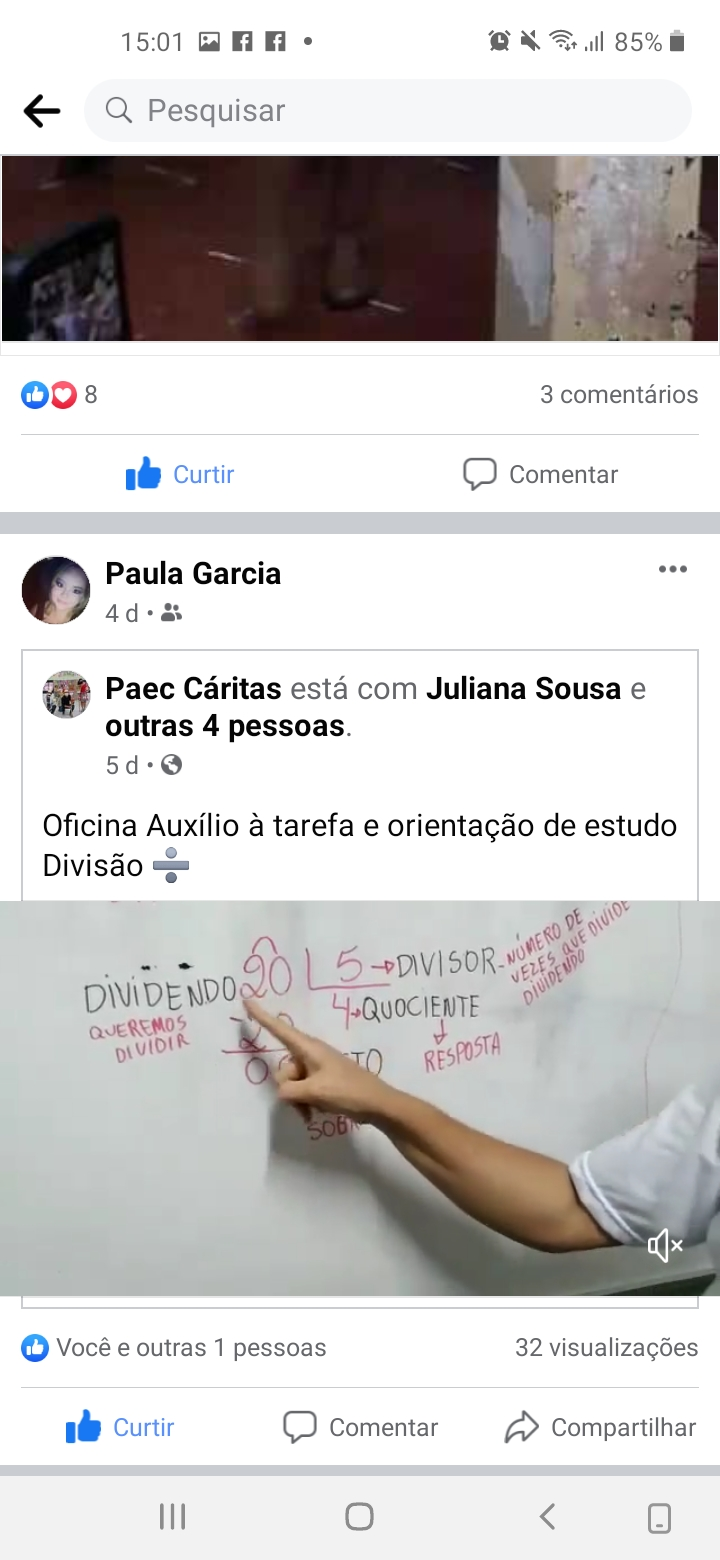 15:01
85%
Pesquisar
8
3 comentários
Curtir
Comentar
Paula Garcia
4 d
Paec Cáritas está com Juliana Sousa e
outras 4 pessoas.
5 d
Oficina Auxílio à tarefa e orientação de estudo
Divisão ➗
DIVIDENDO 20 5 → DIVISOR - NÚMERO DE
VEZES QUE DIVIDE
DIVIDENDO
QUEREMOS
DIVIDIR
4 → QUOCIENTE
RESPOSTA
Você e outras 1 pessoas
32 visualizações
Curtir
Comentar
Compartilhar